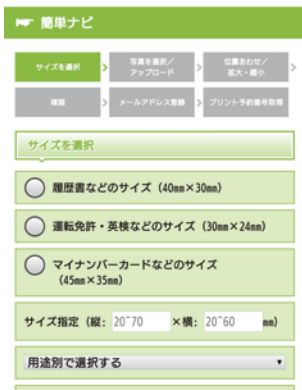 ☛ 簡単ナビ
サイズを選択
写真を選択／
アップロード
位置あわせ／
拡大・縮小
確認
メールアドレス登録
プリント予約番号取得
サイズを選択
履歴書などのサイズ（40mm×30mm）
運転免許・英検などのサイズ（30mm×24mm）
マイナンバーカードなどのサイズ
（45mm×35mm）
サイズ指定（縦: 20~70 ×横: 20~60 mm）
用途別で選択する ▼